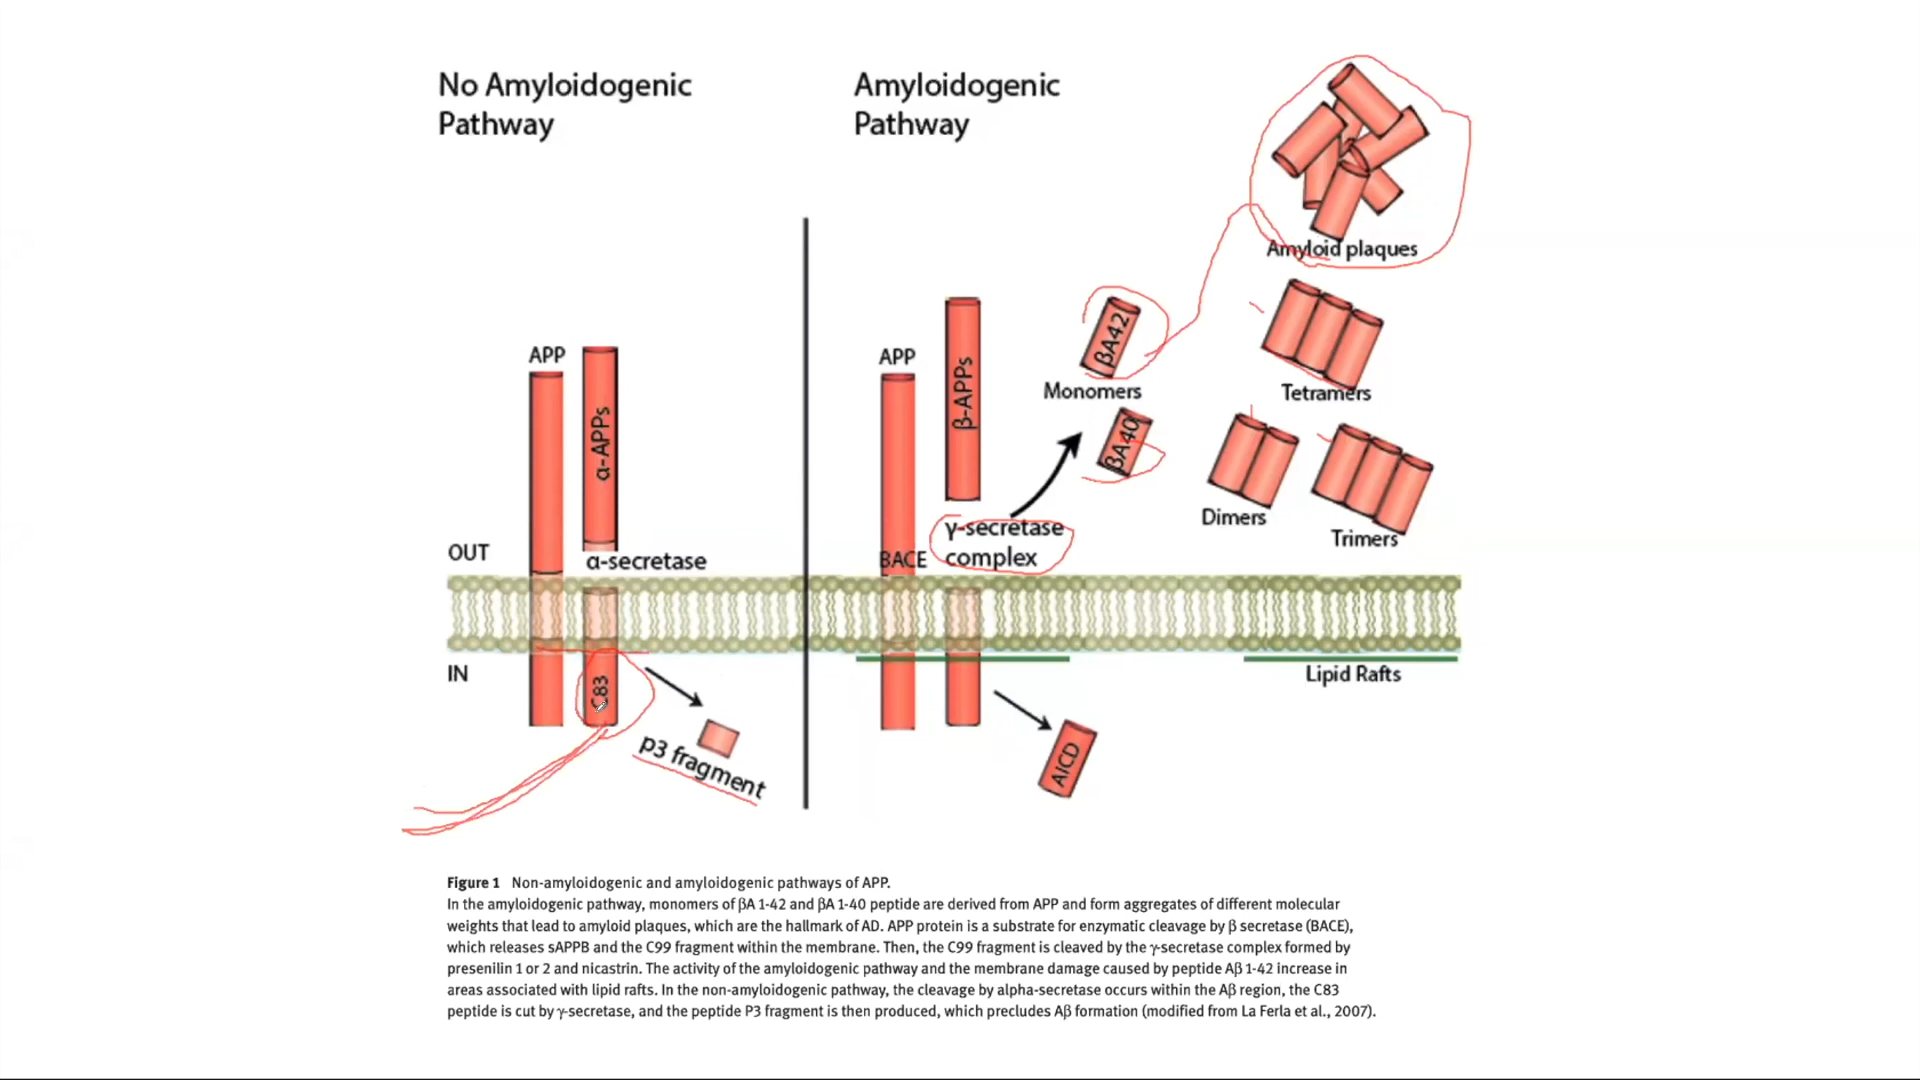 No Amyloidogenic
Pathway
Amyloidogenic
Pathway
Amyloid plaques
APP
α-APPs
APP
β-APPs
βA42
Monomers
βA40
Tetramers
Dimers
Trimers
OUT
α-secretase
BACE
γ-secretase
complex
IN
C83
p3 fragment
AICD
Lipid Rafts
Figure 1 Non-amyloidogenic and amyloidogenic pathways of APP.
In the amyloidogenic pathway, monomers of βA 1-42 and βA 1-40 peptide are derived from APP and form aggregates of different molecular
weights that lead to amyloid plaques, which are the hallmark of AD. APP protein is a substrate for enzymatic cleavage by β secretase (BACE),
which releases sAPPB and the C99 fragment within the membrane. Then, the C99 fragment is cleaved by the γ-secretase complex formed by
presenilin 1 or 2 and nicastrin. The activity of the amyloidogenic pathway and the membrane damage caused by peptide Aβ 1-42 increase in
areas associated with lipid rafts. In the non-amyloidogenic pathway, the cleavage by alpha-secretase occurs within the Aβ region, the C83
peptide is cut by γ-secretase, and the peptide P3 fragment is then produced, which precludes Aβ formation (modified from La Ferla et al., 2007).